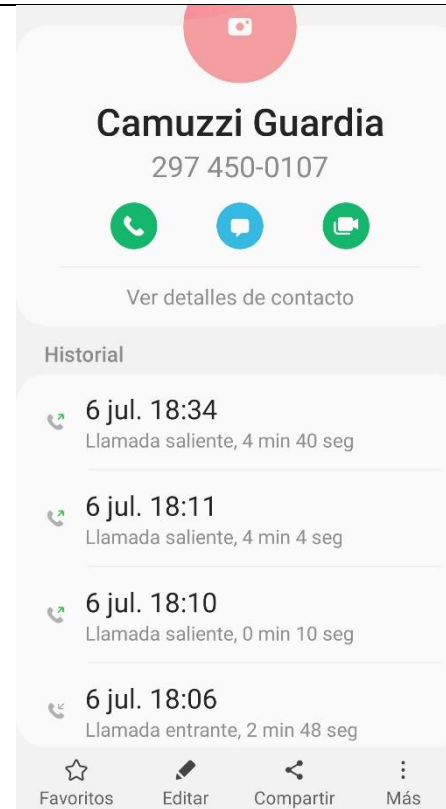 Camuzzi Guardia
297 450-0107
Ver detalles de contacto
Historial
6 jul. 18:34
Llamada saliente, 4 min 40 seg
6 jul. 18:11
Llamada saliente, 4 min 4 seg
6 jul. 18:10
Llamada saliente, 0 min 10 seg
6 jul. 18:06
Llamada entrante, 2 min 48 seg
Favoritos Editar Compartir Más